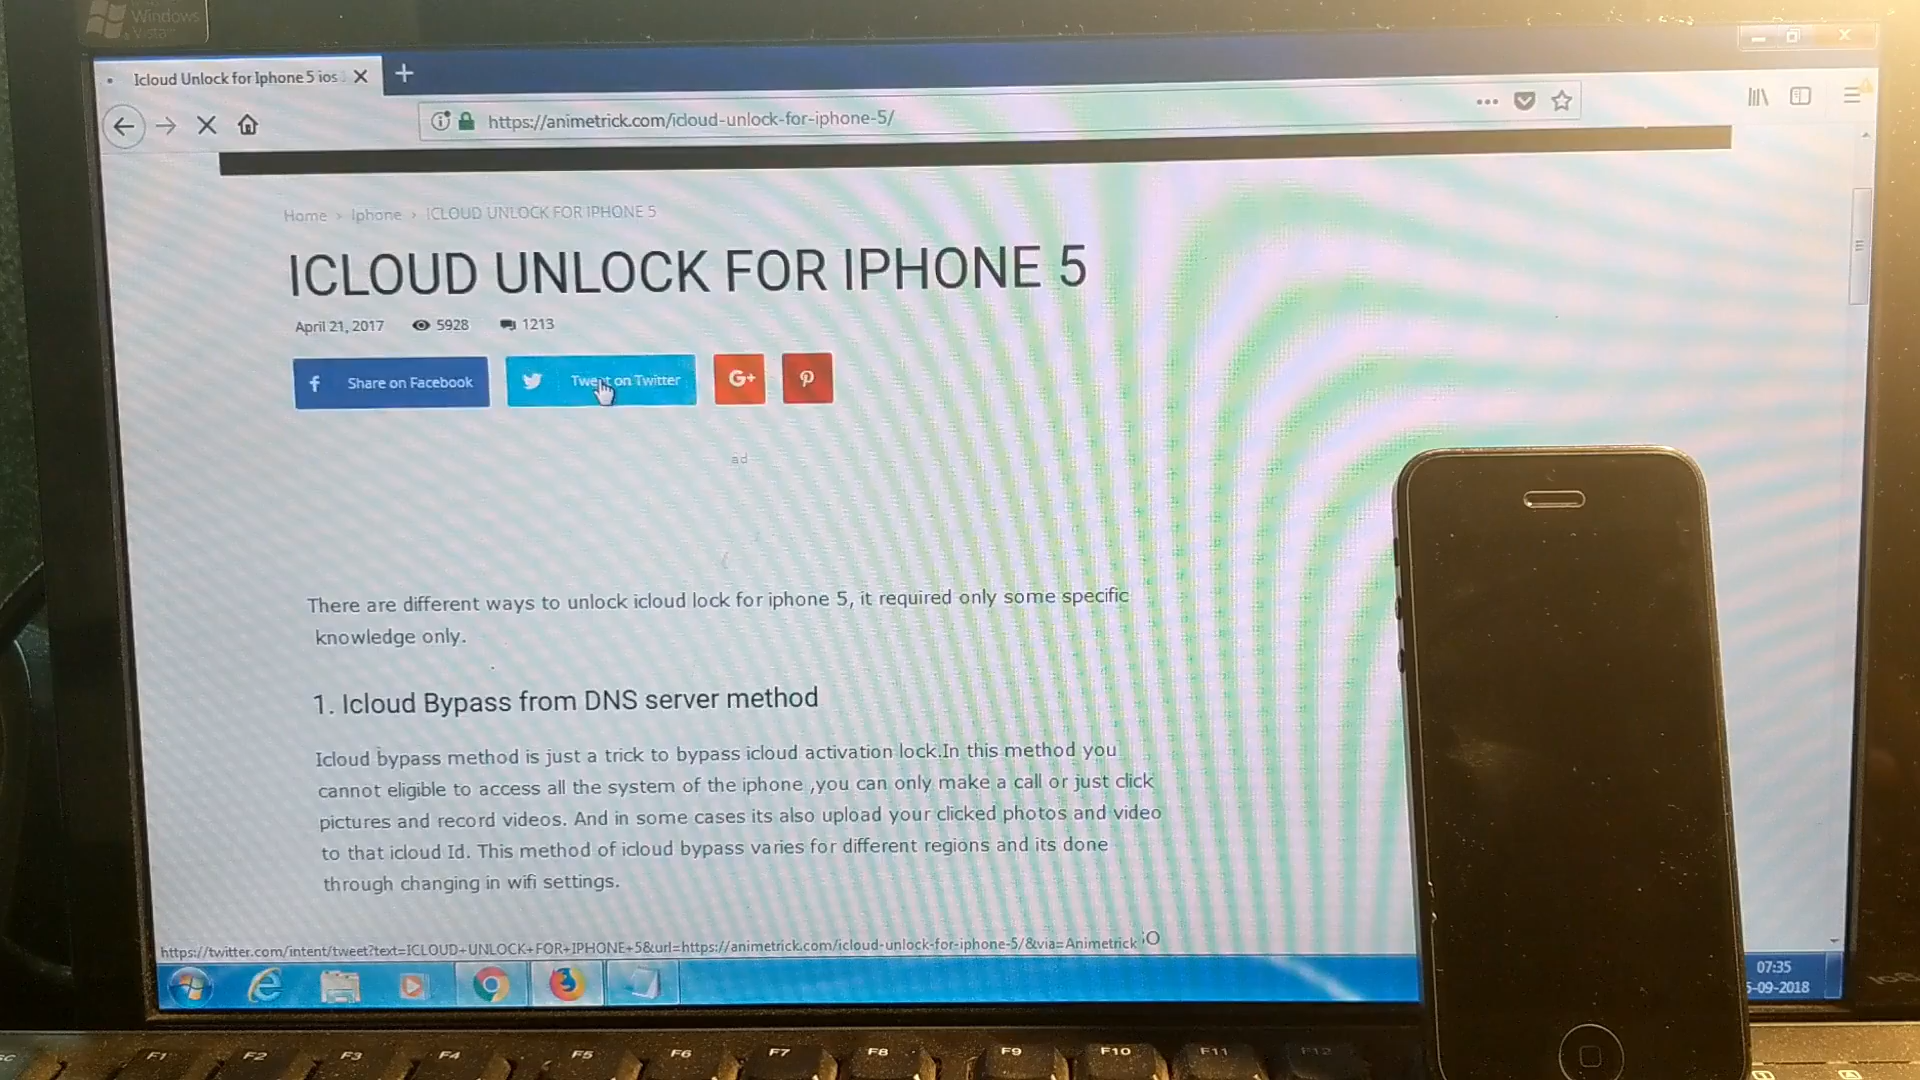 Windows
Vista
Icloud Unlock for Iphone 5 ios
https://animetrick.com/icloud-unlock-for-iphone-5/
Home > Iphone > ICLOUD UNLOCK FOR IPHONE 5
ICLOUD UNLOCK FOR IPHONE 5
April 21, 2017 5928 1213
Share on Facebook Tweet on Twitter G+
ad
There are different ways to unlock icloud lock for iphone 5, it required only some specific
knowledge only.
1. Icloud Bypass from DNS server method
Icloud bypass method is just a trick to bypass icloud activation lock.In this method you
cannot eligible to access all the system of the iphone ,you can only make a call or just click
pictures and record videos. And in some cases its also upload your clicked photos and video
to that icloud Id. This method of icloud bypass varies for different regions and its done
through changing in wifi settings.
https://twitter.com/intent/tweet?text=ICLOUD+UNLOCK+FOR+IPHONE+5&url=https://animetrick.com/icloud-unlock-for-iphone-5/&via=Animetrick
07:35
5-09-2018
F1 F2 F3 F4 F5 F6 F7 F8 F9 F10 F11 F12